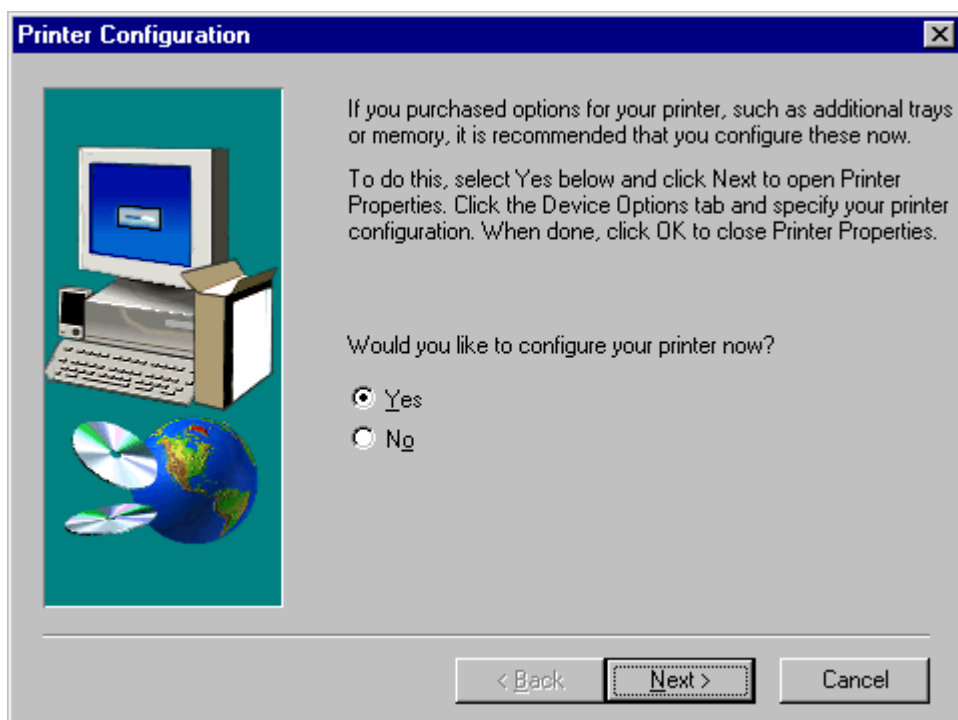 Printer Configuration
If you purchased options for your printer, such as additional trays
or memory, it is recommended that you configure these now.
To do this, select Yes below and click Next to open Printer
Properties. Click the Device Options tab and specify your printer
configuration. When done, click OK to close Printer Properties.
Would you like to configure your printer now?
Yes
No
< Back
Next >
Cancel